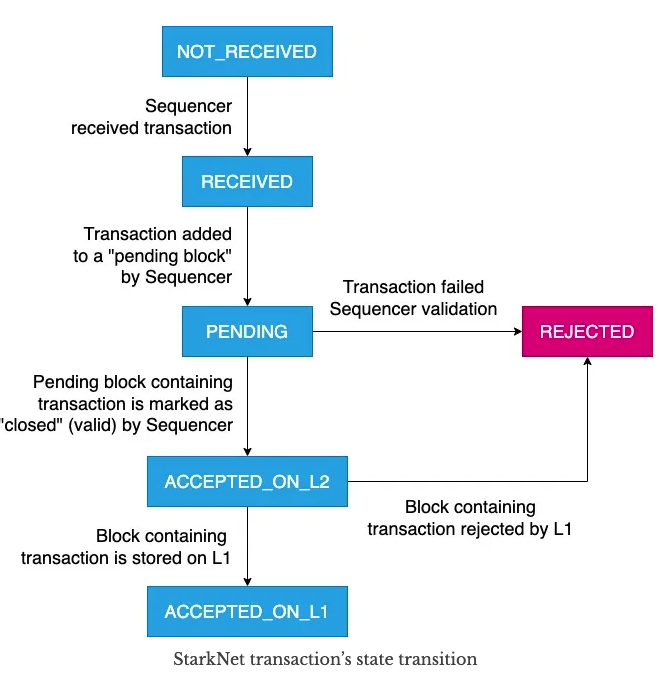 NOT_RECEIVED
Sequencer
received transaction
RECEIVED
Transaction added
to a "pending block"
by Sequencer
Transaction failed
Sequencer validation
PENDING
REJECTED
Pending block containing
transaction is marked as
"closed" (valid) by Sequencer
ACCEPTED_ON_L2
Block containing
transaction rejected by L1
Block containing
transaction is stored on L1
ACCEPTED_ON_L1
StarkNet transaction’s state transition